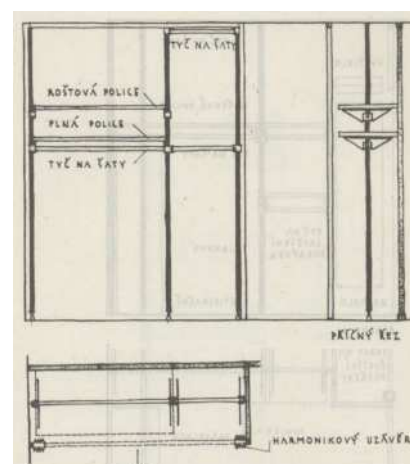 TYČ NA ŠATY
ROŠTOVÁ POLICE
PLNÁ POLICE
TYČ NA ŠATY
PŘÍČNÝ ŘEZ
HARMONIKOVÝ UZÁVĚR